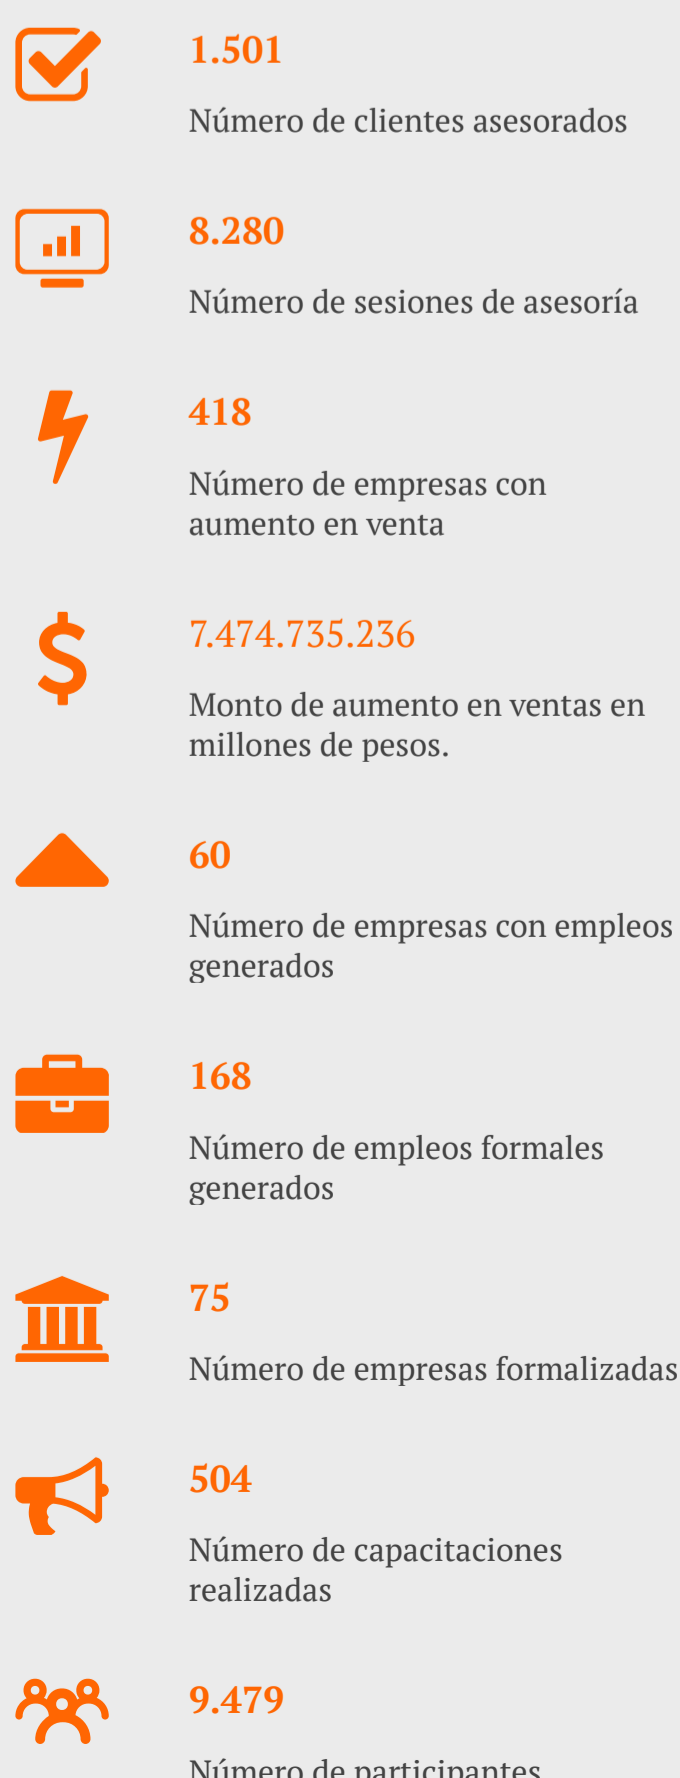 1.501
Número de clientes asesorados
8.280
Número de sesiones de asesoría
418
Número de empresas con
aumento en venta
7.474.735.236
Monto de aumento en ventas en
millones de pesos.
60
Número de empresas con empleos
generados
168
Número de empleos formales
generados
75
Número de empresas formalizadas
504
Número de capacitaciones
realizadas
9.479
Número de participantes